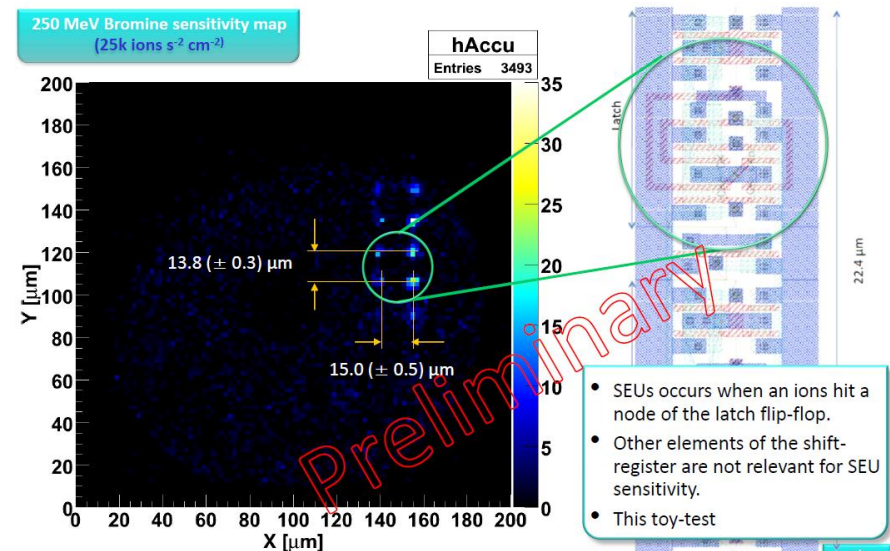 250 MeV Bromine sensitivity map
(25k ions s⁻² cm⁻²)
hAccu
Entries 3493
200
180
160
140
120
100
80
60
40
20
0
Y [µm]
0 20 40 60 80 100 120 140 160 180 200
X [µm]
35
30
25
20
15
10
5
0
13.8 (± 0.3) µm
15.0 (± 0.5) µm
Preliminary
Latch
22.4 µm
• SEUs occurs when an ions hit a
node of the latch flip-flop.
• Other elements of the shift-
register are not relevant for SEU
sensitivity.
• This toy-test